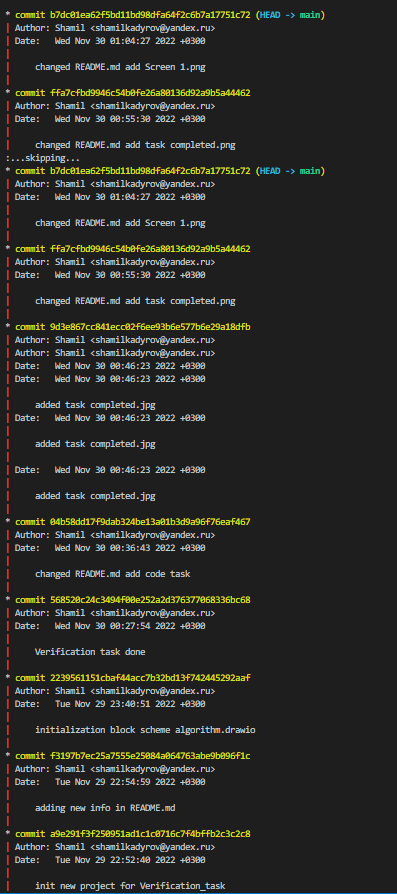 * commit b7dc01ea62f5bd11bd98dfa64f2c6b7a17751c72 (HEAD -> main)
| Author: Shamil <shamilkadyrov@yandex.ru>
| Date:   Wed Nov 30 01:04:27 2022 +0300
|
|     changed README.md add Screen 1.png
|
* commit ffa7cfbd9946c54b0fe26a80136d92a9b5a44462
| Author: Shamil <shamilkadyrov@yandex.ru>
| Date:   Wed Nov 30 00:55:30 2022 +0300
|
|     changed README.md add task completed.png
:...skipping...
* commit b7dc01ea62f5bd11bd98dfa64f2c6b7a17751c72 (HEAD -> main)
| Author: Shamil <shamilkadyrov@yandex.ru>
| Date:   Wed Nov 30 01:04:27 2022 +0300
|
|     changed README.md add Screen 1.png
|
* commit ffa7cfbd9946c54b0fe26a80136d92a9b5a44462
| Author: Shamil <shamilkadyrov@yandex.ru>
| Date:   Wed Nov 30 00:55:30 2022 +0300
|
|     changed README.md add task completed.png
|
* commit 9d3e867cc841ecc02f6ee93b6e577b6e29a18dfb
| Author: Shamil <shamilkadyrov@yandex.ru>
| Author: Shamil <shamilkadyrov@yandex.ru>
| Date:   Wed Nov 30 00:46:23 2022 +0300
| Date:   Wed Nov 30 00:46:23 2022 +0300
|
|     added task completed.jpg
| Date:   Wed Nov 30 00:46:23 2022 +0300
|
|     added task completed.jpg
|
| Date:   Wed Nov 30 00:46:23 2022 +0300
|
|     added task completed.jpg
|
* commit 04b58dd17f9dab324be13a01b3d9a96f76eaf467
| Author: Shamil <shamilkadyrov@yandex.ru>
| Date:   Wed Nov 30 00:36:43 2022 +0300
|
|     changed README.md add code task
|
* commit 568520c24c3494f00e252a2d376377068336bc68
| Author: Shamil <shamilkadyrov@yandex.ru>
| Date:   Wed Nov 30 00:27:54 2022 +0300
|
|     Verification task done
|
* commit 2239561151cbaf44acc7b32bd13f742445292aaf
| Author: Shamil <shamilkadyrov@yandex.ru>
| Date:   Tue Nov 29 23:40:51 2022 +0300
|
|     initialization block scheme algorithm.drawio
|
* commit f3197b7ec25a7555e25084a064763abe9b096f1c
| Author: Shamil <shamilkadyrov@yandex.ru>
| Date:   Tue Nov 29 22:54:59 2022 +0300
|
|     adding new info in README.md
|
* commit a9e291f3f250951ad1c1c0716c7f4bffb2c3c2c8
| Author: Shamil <shamilkadyrov@yandex.ru>
| Date:   Tue Nov 29 22:52:40 2022 +0300
|
|     init new project for Verification_task